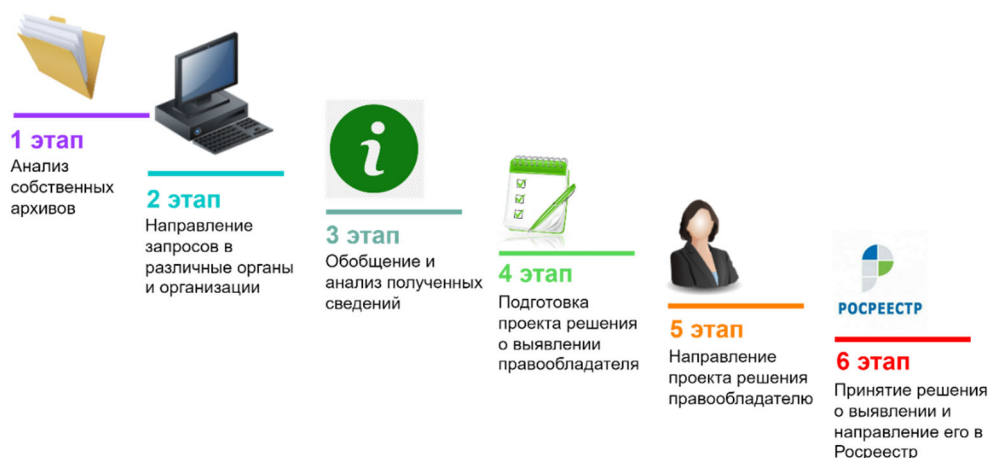 1 этап
Анализ
собственных
архивов
2 этап
Направление
запросов в
различные органы
и организации
3 этап
Обобщение и
анализ полученных
сведений
4 этап
Подготовка
проекта решения
о выявлении
правообладателя
5 этап
Направление
проекта решения
правообладателю
РОСРЕЕСТР
6 этап
Принятие решения
о выявлении и
направление его в
Росреестр